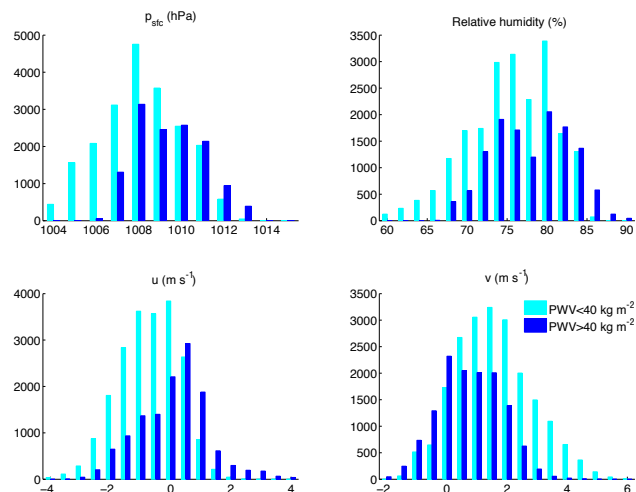 p_sfc (hPa)
5000
4000
3000
2000
1000
0
1004 1006 1008 1010 1012 1014
Relative humidity (%)
3500
3000
2500
2000
1500
1000
500
0
60 65 70 75 80 85 90
u (m s⁻¹)
4000
3000
2000
1000
0
−4 −2 0 2 4
v (m s⁻¹)
3500
3000
2500
2000
1500
1000
500
0
−2 0 2 4 6
PWV<40 kg m⁻²
PWV>40 kg m⁻²